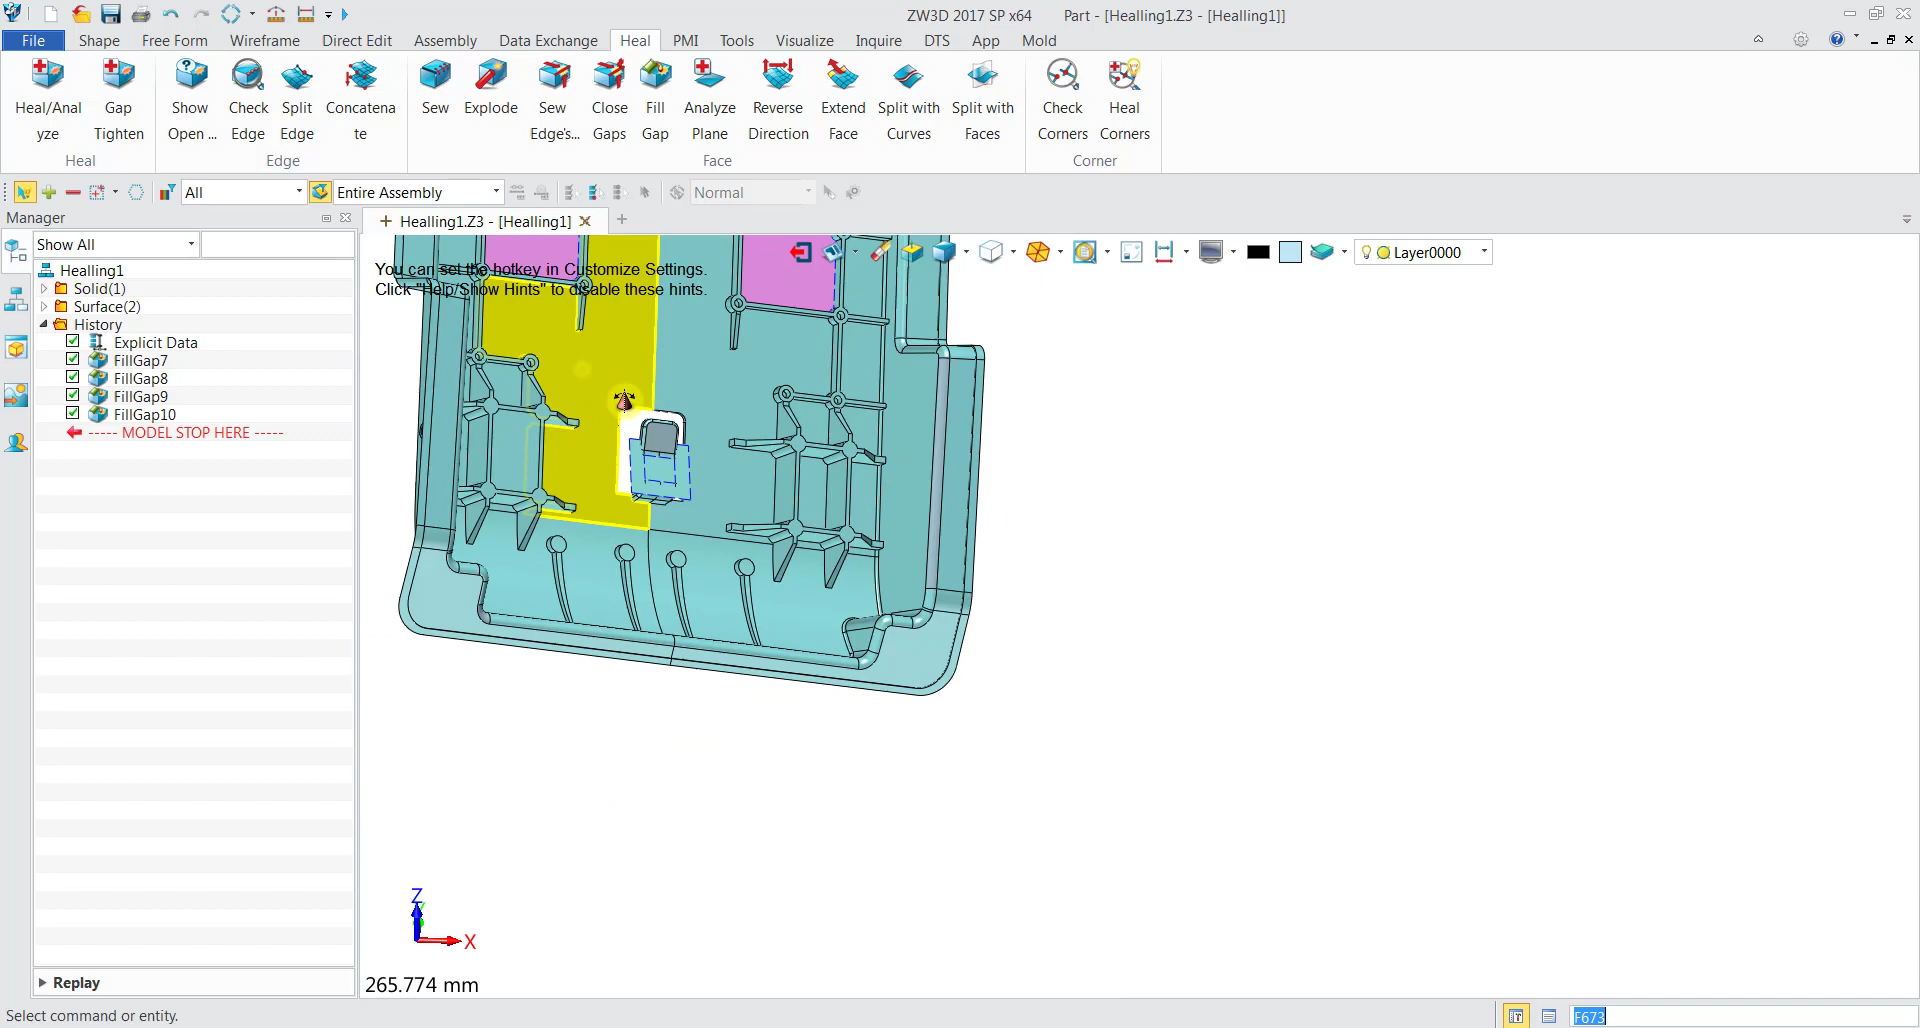 ZW3D 2017 SP x64 Part - [Healling1.Z3 - [Healling1]]
File Shape Free Form Wireframe Direct Edit Assembly Data Exchange Heal PMI Tools Visualize Inquire DTS App Mold
Heal/Anal Gap Show Check Split Concatena Sew Explode Sew Close Fill Analyze Reverse Extend Split with Split with Check Heal
yze Tighten Open ... Edge Edge te Edge's... Gaps Gap Plane Direction Face Curves Faces Corners Corners
Heal Edge Face Corner
All Entire Assembly Normal
Manager Healling1.Z3 - [Healling1]
Show All
You can set the hotkey in Customize Settings.
Click "Help/Show Hints" to disable these hints.
Layer0000
Healling1
Solid(1)
Surface(2)
History
Explicit Data
FillGap7
FillGap8
FillGap9
FillGap10
----- MODEL STOP HERE -----
Z
X
Replay
265.774 mm
Select command or entity.
F673